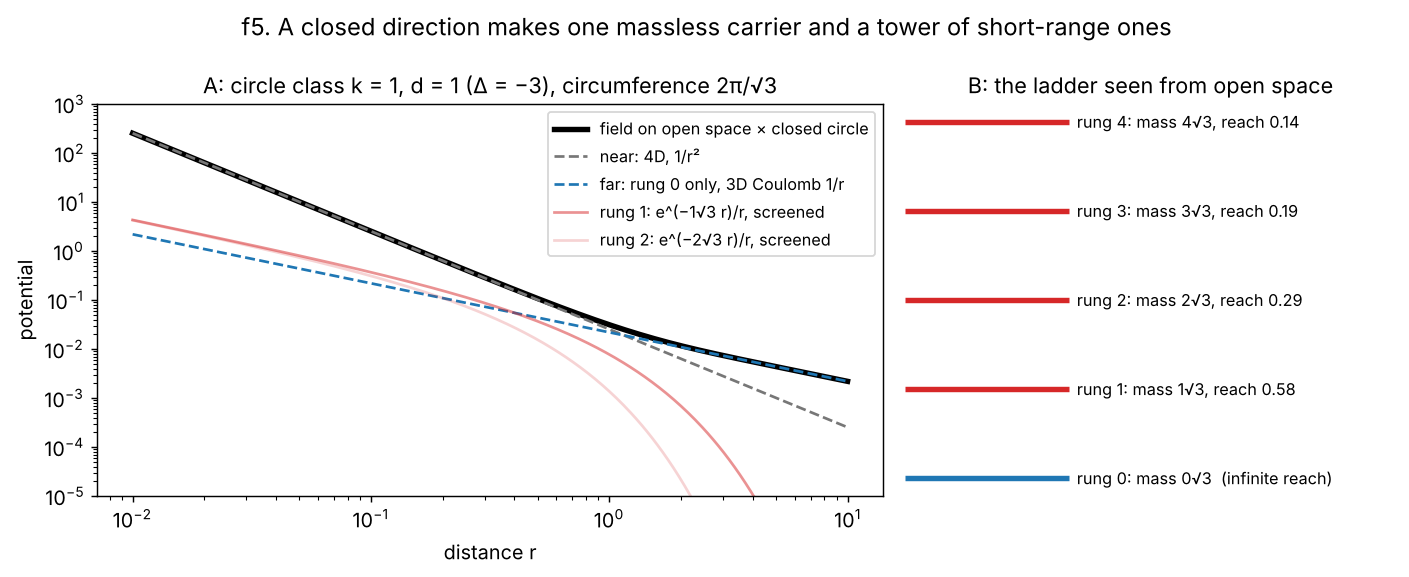 f5. A closed direction makes one massless carrier and a tower of short-range ones
A: circle class k = 1, d = 1 (Δ = −3), circumference 2π/√3
10³
10²
10¹
10⁰
10⁻¹
10⁻²
10⁻³
10⁻⁴
10⁻⁵
potential
field on open space × closed circle
near: 4D, 1/r²
far: rung 0 only, 3D Coulomb 1/r
rung 1: e^(−1√3 r)/r, screened
rung 2: e^(−2√3 r)/r, screened
10⁻²
10⁻¹
10⁰
10¹
distance r
B: the ladder seen from open space
rung 4: mass 4√3, reach 0.14
rung 3: mass 3√3, reach 0.19
rung 2: mass 2√3, reach 0.29
rung 1: mass 1√3, reach 0.58
rung 0: mass 0√3 (infinite reach)